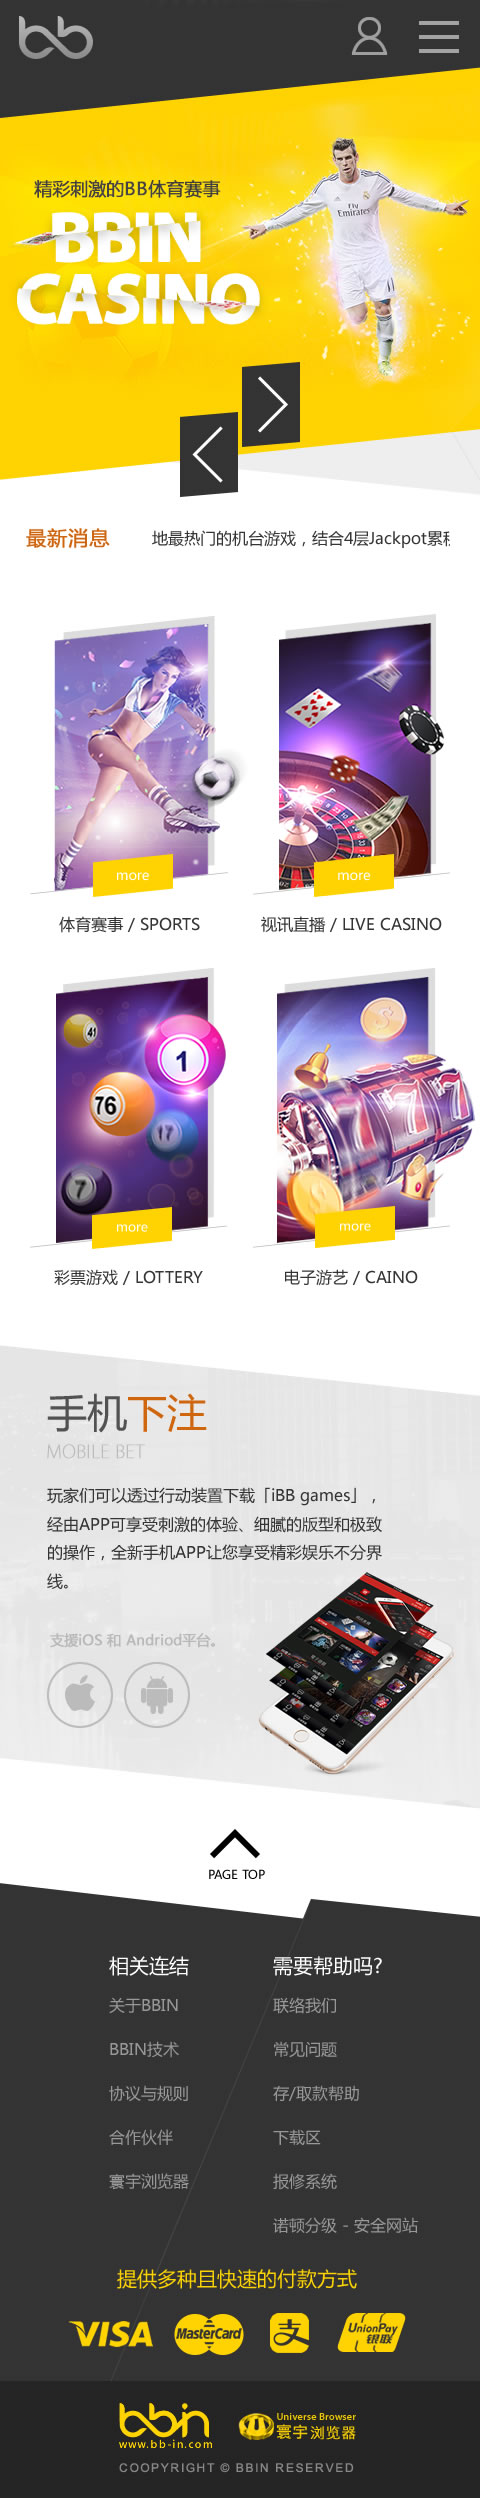 bb
精彩刺激的BB体育赛事
BBIN
CASINO
Fly
Emirates
最新消息
地最热门的机台游戏，结合4层Jackpot累
more
more
体育赛事 / SPORTS
视讯直播 / LIVE CASINO
41
1
76
17
7
more
more
彩票游戏 / LOTTERY
电子游艺 / CAINO
手机下注
MOBILE BET
玩家们可以透过行动装置下载「iBB games」，
经由APP可享受刺激的体验、细腻的版型和极致
的操作，全新手机APP让您享受精彩娱乐不分界
线。
支援iOS 和 Andriod平台。
PAGE TOP
相关连结
关于BBIN
BBIN技术
协议与规则
合作伙伴
寰宇浏览器
需要帮助吗?
联络我们
常见问题
存/取款帮助
下载区
报修系统
诺顿分级 - 安全网站
提供多种且快速的付款方式
VISA
MasterCard
支
UnionPay
银联
bbin
www.bb-in.com
Universe Browser
寰宇浏览器
COOPYRIGHT © BBIN RESERVED